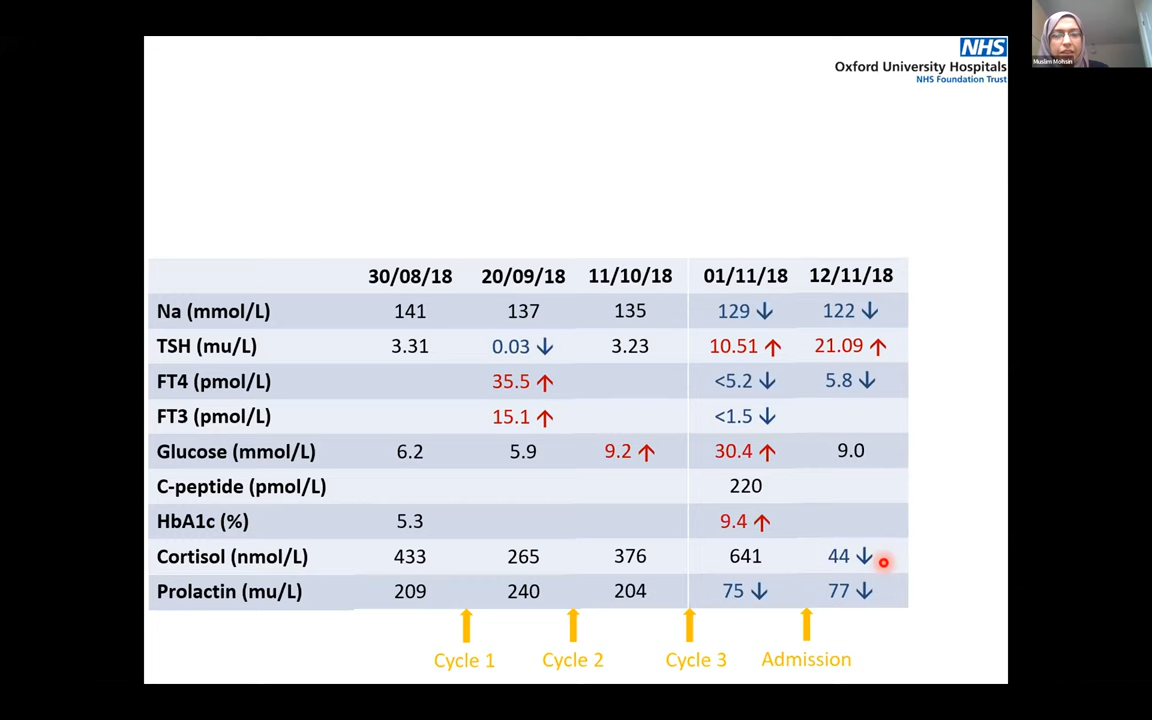 NHS
Oxford University Hospitals
NHS Foundation Trust
Muslim Mohsin
30/08/18 20/09/18 11/10/18 01/11/18 12/11/18
Na (mmol/L) 141 137 135 129 ↓ 122 ↓
TSH (mu/L) 3.31 0.03 ↓ 3.23 10.51 ↑ 21.09 ↑
FT4 (pmol/L) 35.5 ↑ <5.2 ↓ 5.8 ↓
FT3 (pmol/L) 15.1 ↑ <1.5 ↓
Glucose (mmol/L) 6.2 5.9 9.2 ↑ 30.4 ↑ 9.0
C-peptide (pmol/L) 220
HbA1c (%) 5.3 9.4 ↑
Cortisol (nmol/L) 433 265 376 641 44 ↓
Prolactin (mu/L) 209 240 204 75 ↓ 77 ↓
Cycle 1 Cycle 2 Cycle 3 Admission